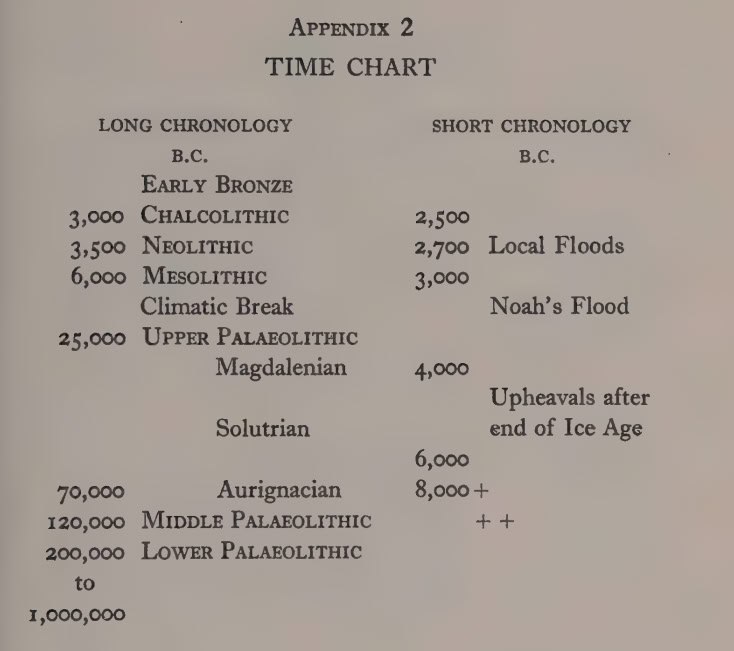 APPENDIX 2
TIME CHART
LONG CHRONOLOGY SHORT CHRONOLOGY
B.C. B.C.
EARLY BRONZE
3,000 CHALCOLITHIC 2,500
3,500 NEOLITHIC 2,700 Local Floods
6,000 MESOLITHIC 3,000
Climatic Break Noah's Flood
25,000 UPPER PALAEOLITHIC
Magdalenian 4,000
Upheavals after
Solutrian end of Ice Age
6,000
70,000 Aurignacian 8,000+
120,000 MIDDLE PALAEOLITHIC ++
200,000 LOWER PALAEOLITHIC
to
1,000,000